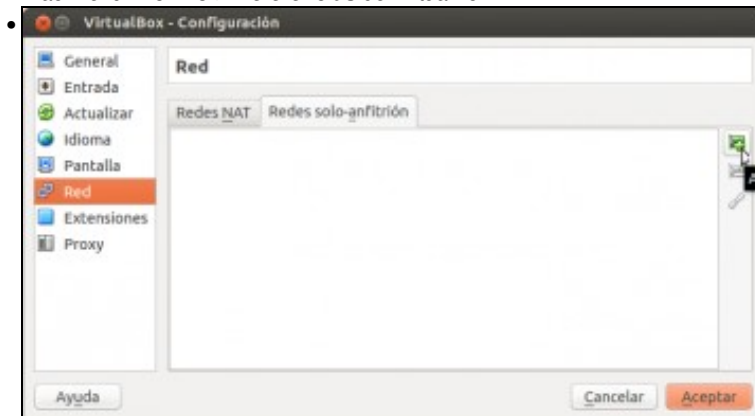 VirtualBox - Configuración
General
Entrada
Actualizar
Idioma
Pantalla
Red
Extensiones
Proxy
Red
Redes NAT
Redes solo-anfitrión
A
Ayuda
Cancelar
Aceptar